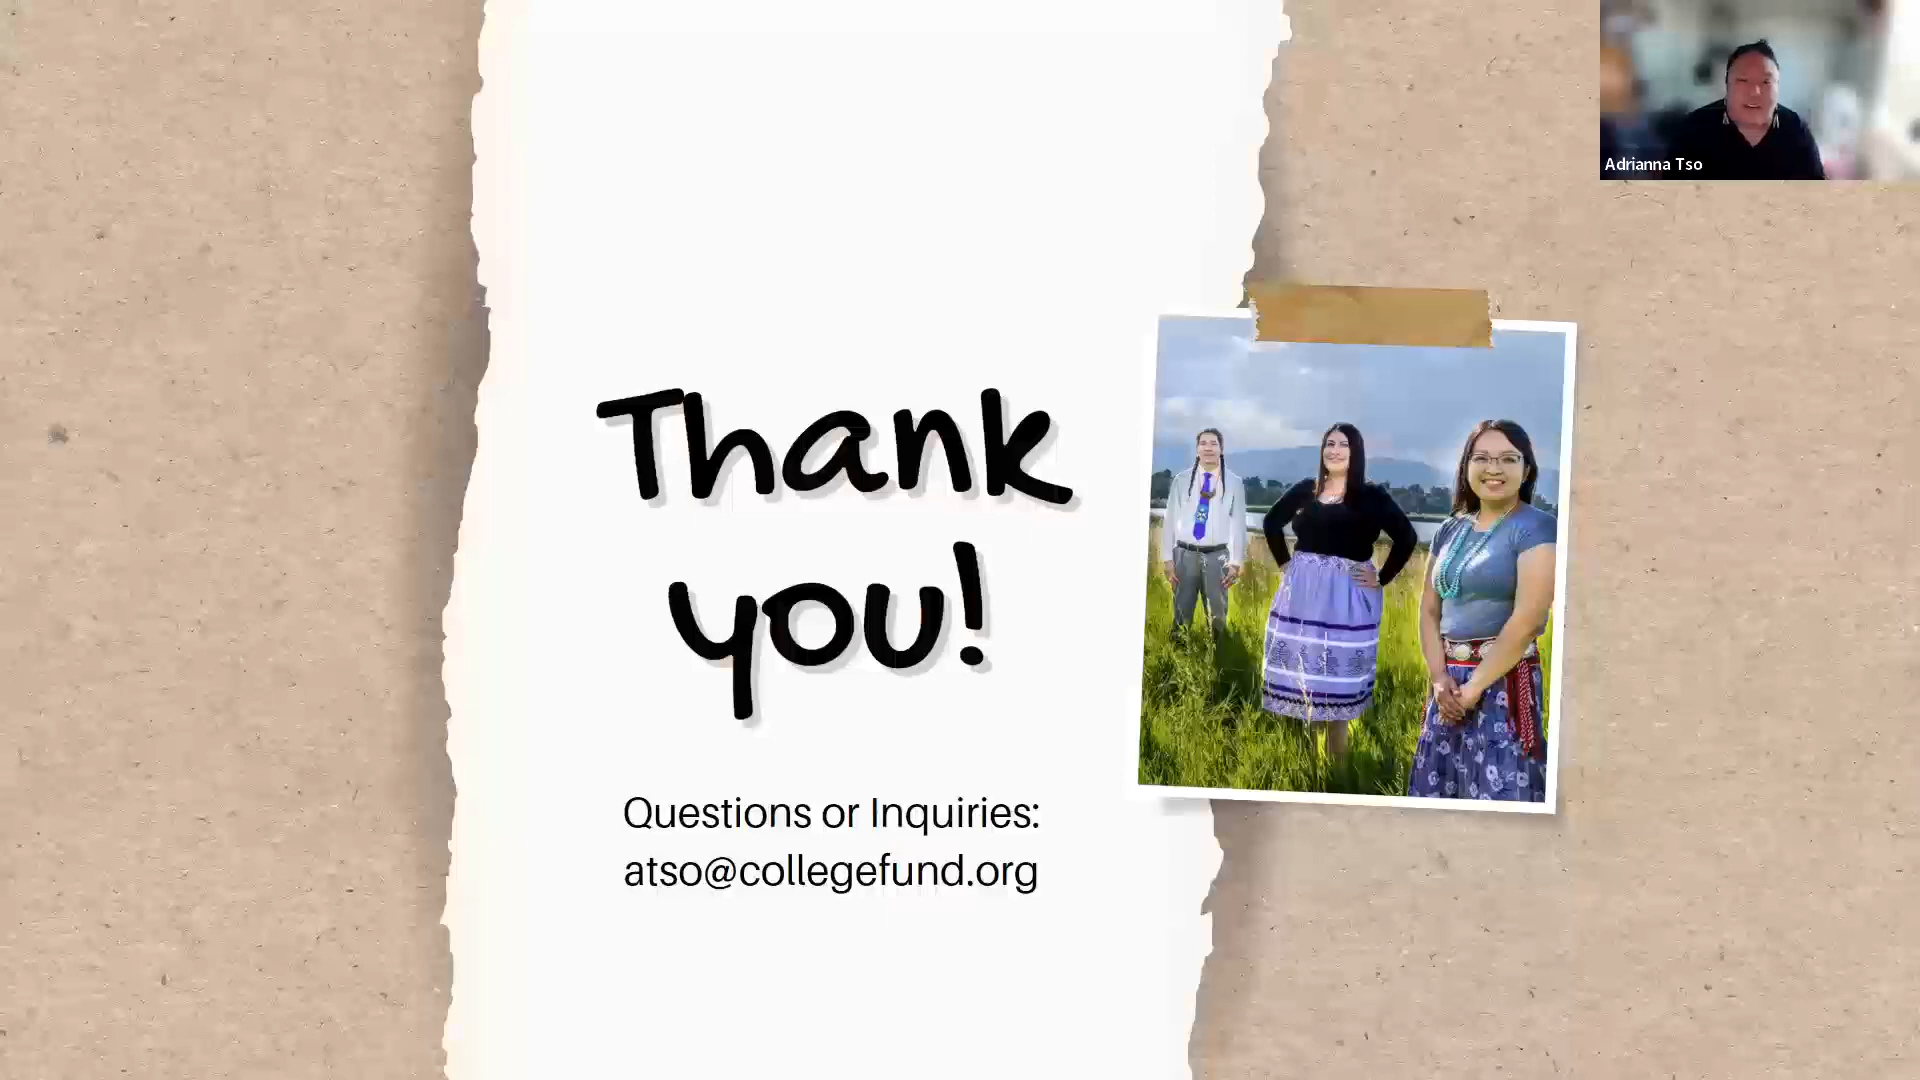 Adrianna Tso
Thank
you!
Questions or Inquiries:
atso@collegefund.org